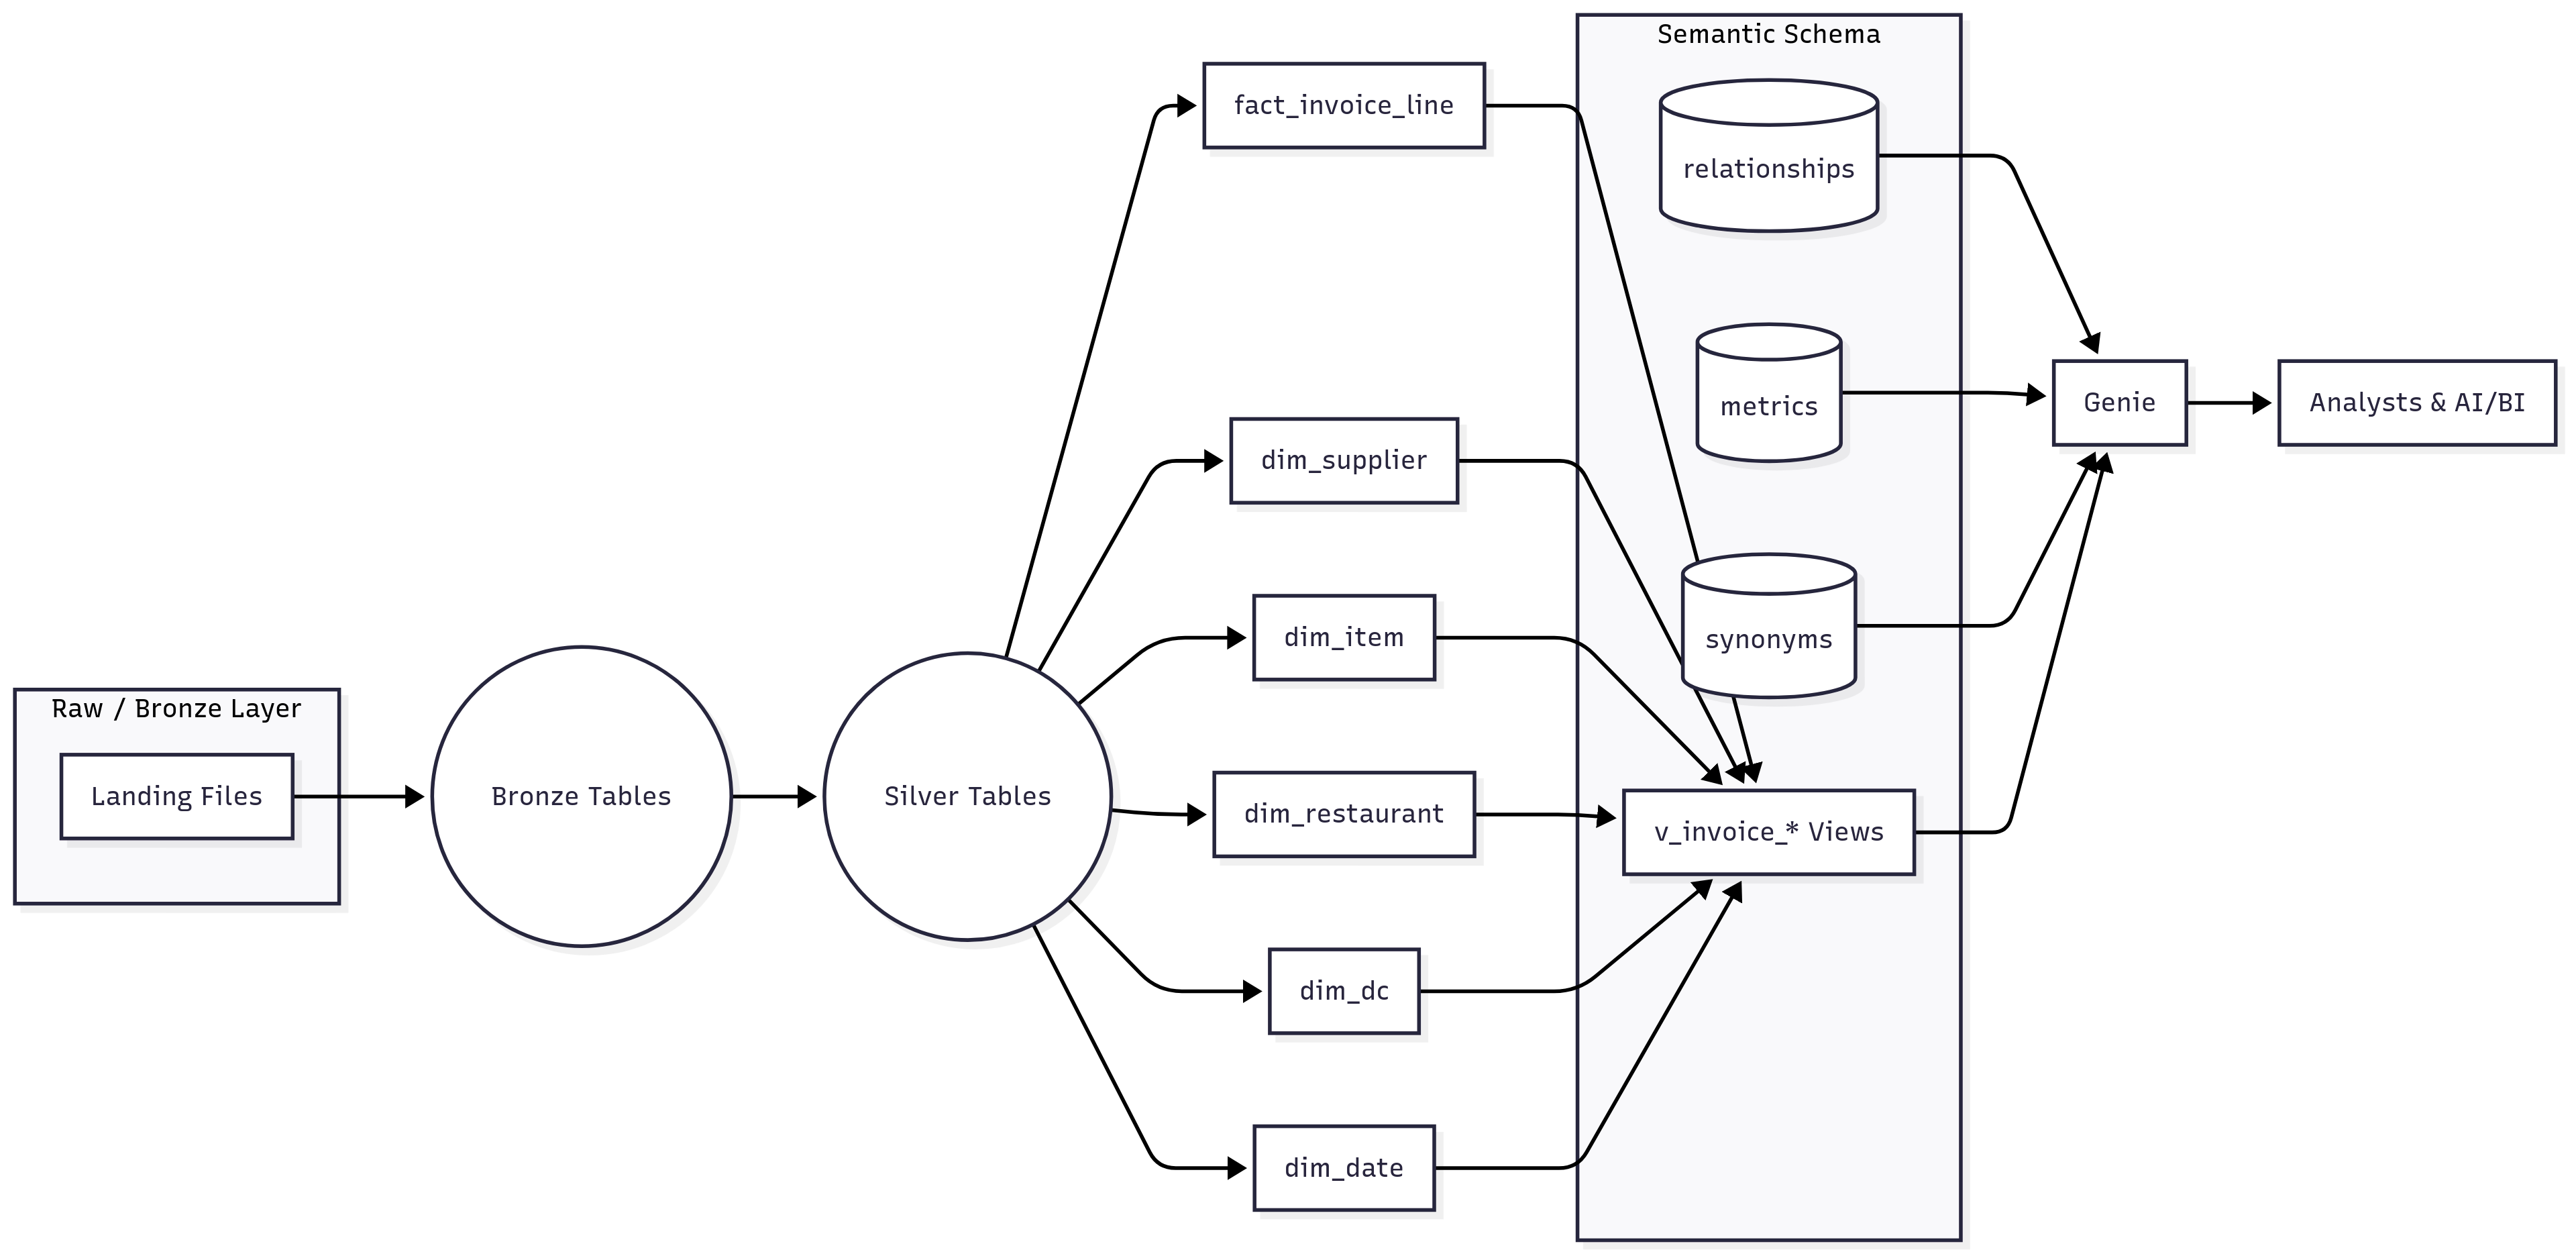 Raw / Bronze Layer
Landing Files
Bronze Tables
Silver Tables
fact_invoice_line
dim_supplier
dim_item
dim_restaurant
dim_dc
dim_date
Semantic Schema
relationships
metrics
synonyms
v_invoice_* Views
Genie
Analysts & AI/BI